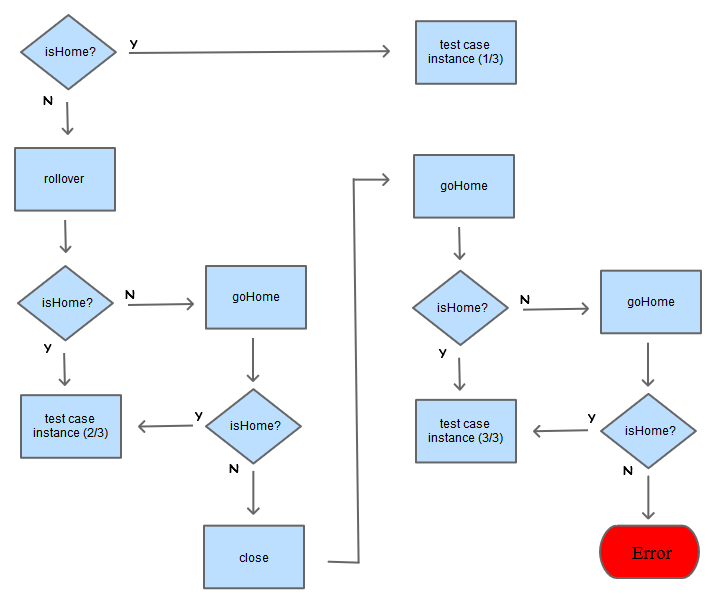 isHome?
Y
test case
instance (1/3)
N
rollover
isHome?
N
goHome
Y
test case
instance (2/3)
Y
isHome?
N
close
goHome
isHome?
N
goHome
Y
test case
instance (3/3)
Y
isHome?
N
Error